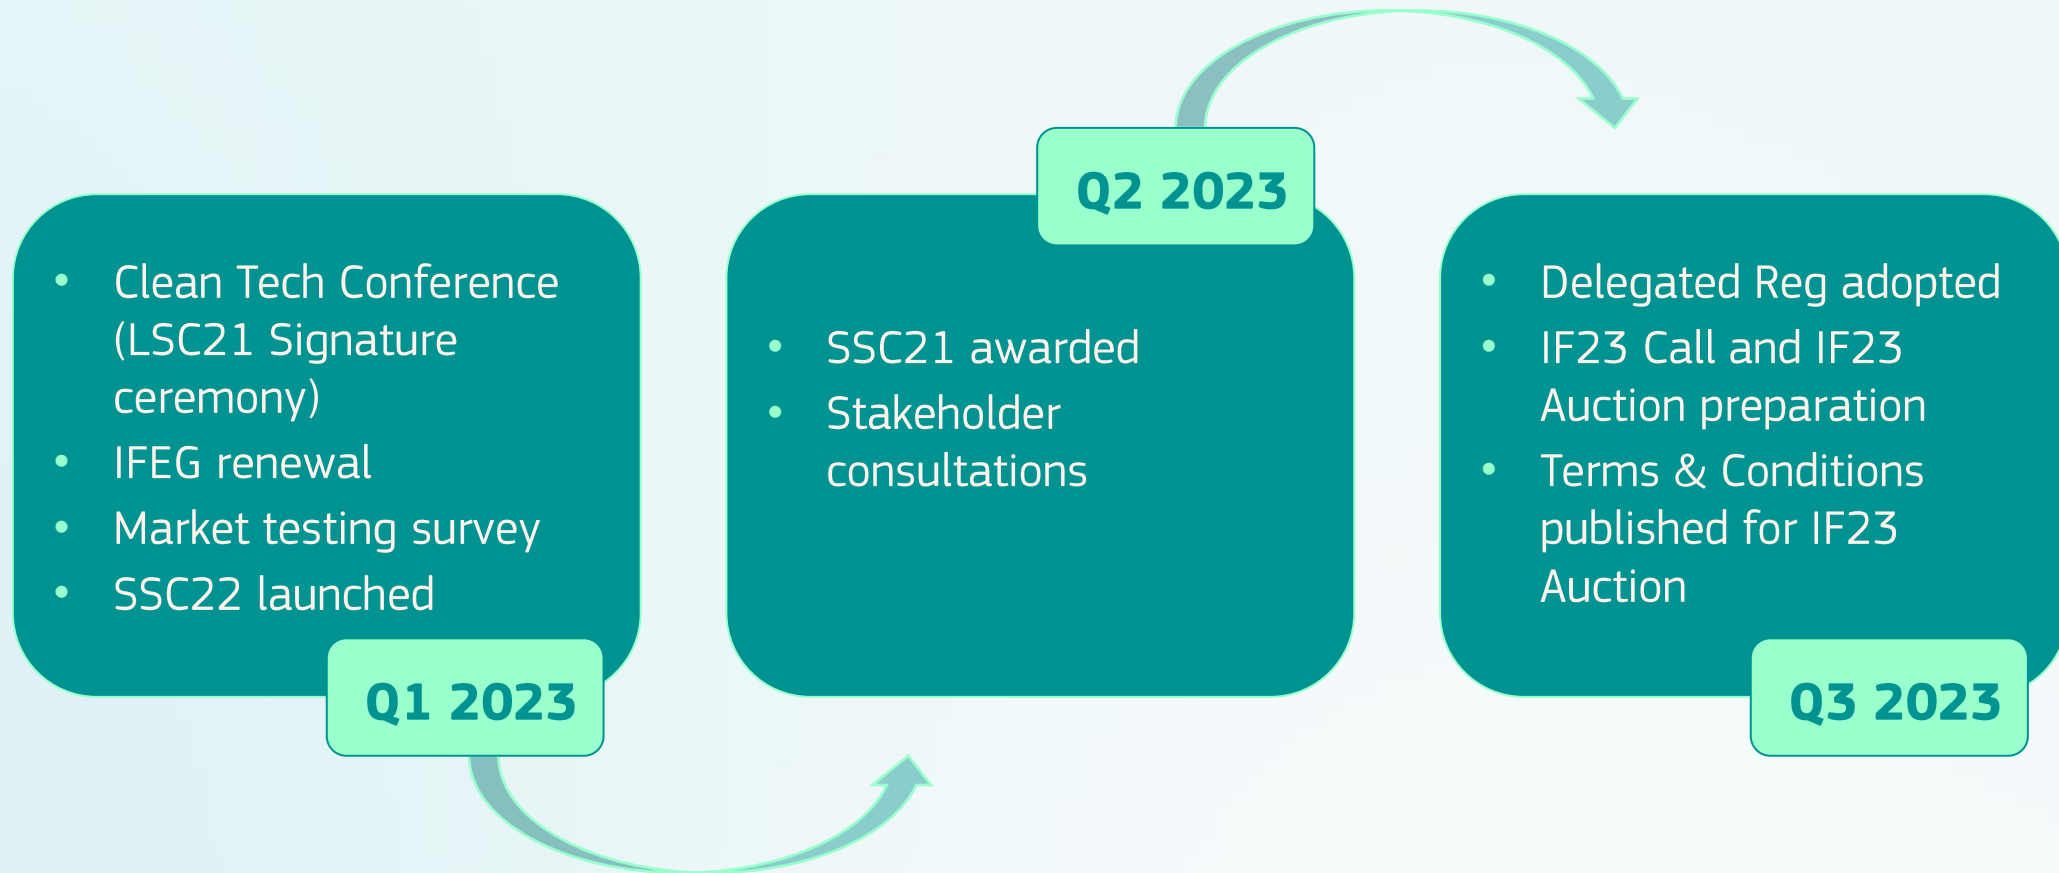 • Clean Tech Conference
(LSC21 Signature
ceremony)
• IFEG renewal
• Market testing survey
• SSC22 launched
Q1 2023
Q2 2023
• SSC21 awarded
• Stakeholder
consultations
• Delegated Reg adopted
• IF23 Call and IF23
Auction preparation
• Terms & Conditions
published for IF23
Auction
Q3 2023